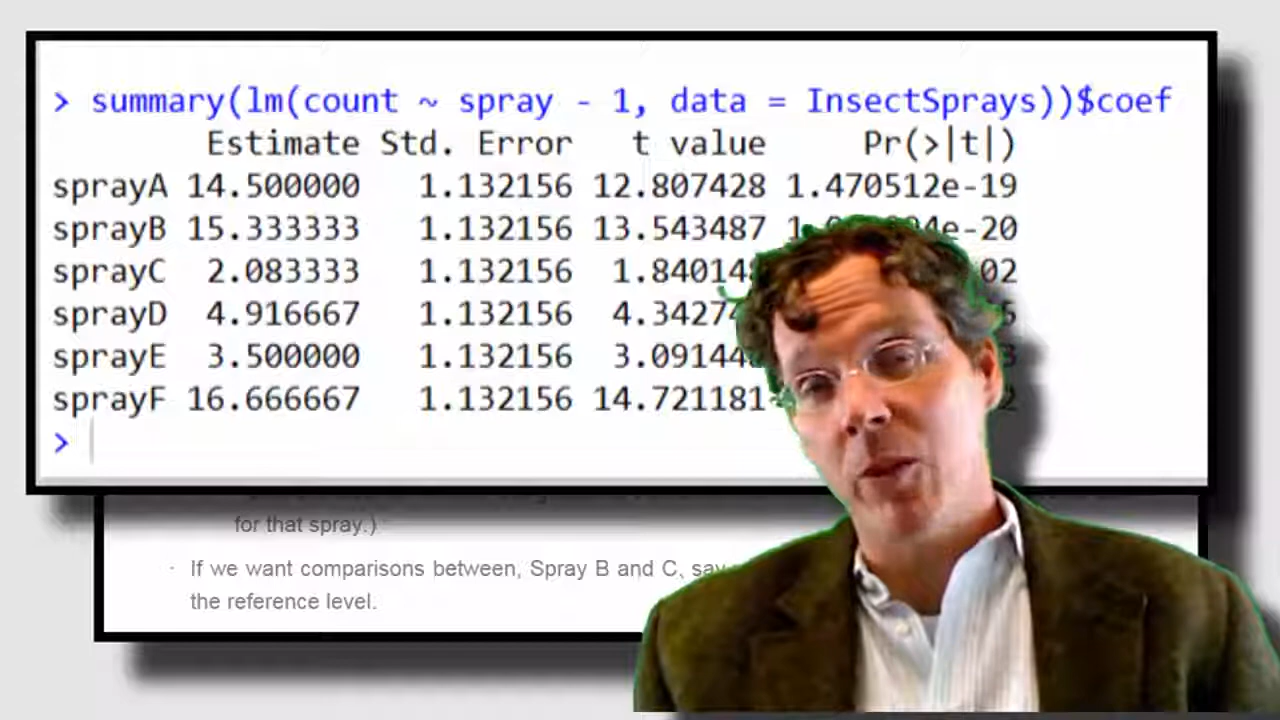 > summary(lm(count ~ spray - 1, data = InsectSprays))$coef
Estimate Std. Error t value Pr(>|t|)
sprayA 14.500000 1.132156 12.807428 1.470512e-19
sprayB 15.333333 1.132156 13.543487
sprayC 2.083333 1.132156
sprayD 4.916667 1.132156
sprayE 3.500000 1.132156
sprayF 16.666667 1.132156 14.721181
>
for that spray.)
· If we want comparisons between, Spray B and C, say
the reference level.